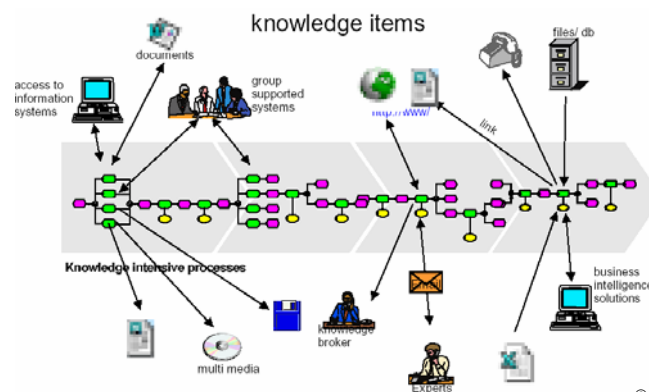 knowledge items
documents
files/ db
access to
information
systems
group
supported
systems
http://www/
link
Knowledge intensive processes
Email
business
intelligence
solutions
knowledge
broker
multi media
Experts